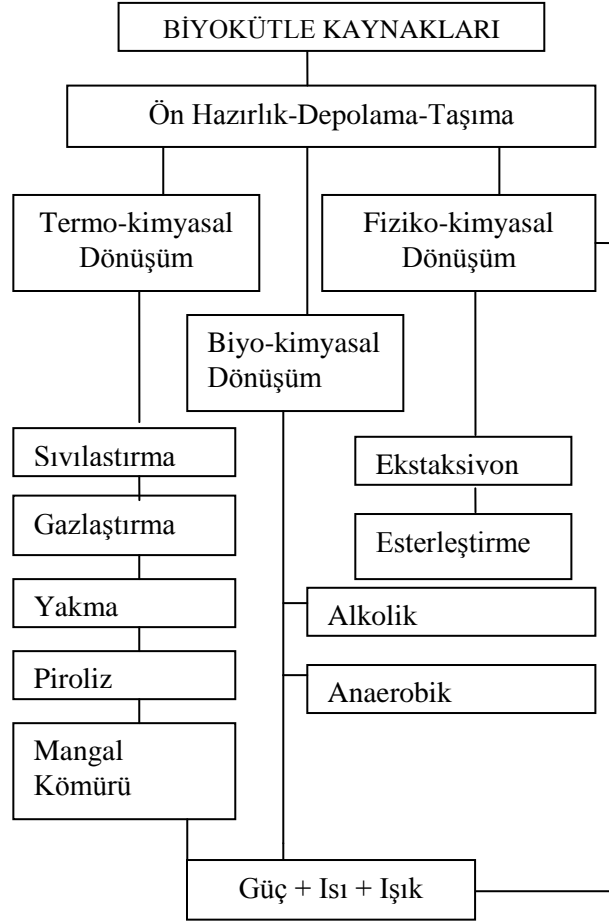 BİYOKÜTLE KAYNAKLARI
Ön Hazırlık-Depolama-Taşıma
Termo-kimyasal
Dönüşüm
Fiziko-kimyasal
Dönüşüm
Biyo-kimyasal
Dönüşüm
Sıvılastırma
Gazlaştırma
Yakma
Piroliz
Mangal
Kömürü
Ekstaksivon
Esterleştirme
Alkolik
Anaerobik
Güç + Isı + Işık